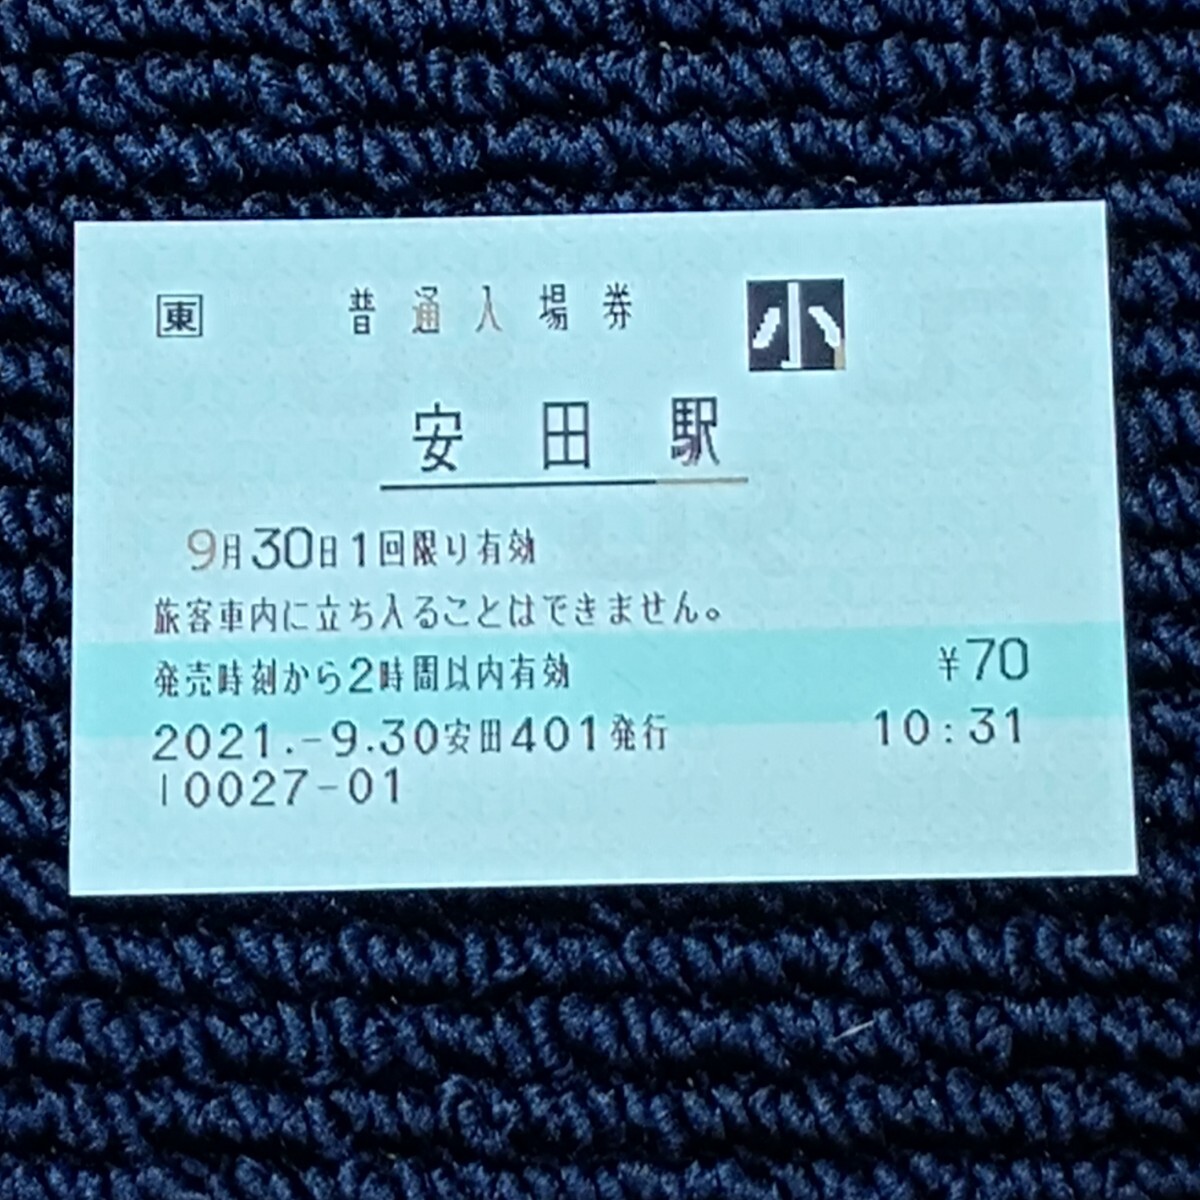 東 普通入場券 小
安田駅
9月30日1回限り有効
旅客車内に立ち入ることはできません。
発売時刻から2時間以内有効 ¥70
2021.-9.30安田401発行 10:31
10027-01